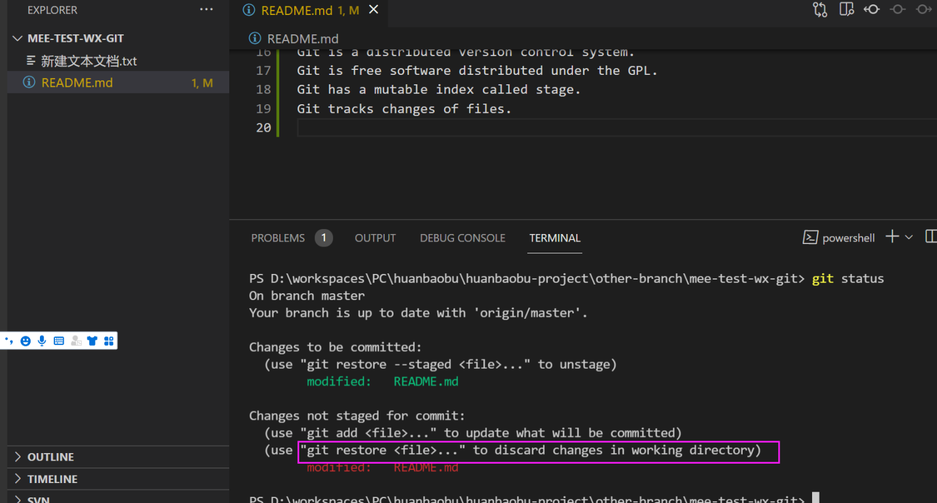 EXPLORER
···
README.md 1, M
MEE-TEST-WX-GIT
新建文本文档.txt
README.md
1, M
OUTLINE
TIMELINE
SVN
README.md
16 Git is a distributed version control system.
17 Git is free software distributed under the GPL.
18 Git has a mutable index called stage.
19 Git tracks changes of files.
20
PROBLEMS 1 OUTPUT DEBUG CONSOLE TERMINAL powershell
PS D:\workspaces\PC\huanbaobu\huanbaobu-project\other-branch\mee-test-wx-git> git status
On branch master
Your branch is up to date with 'origin/master'.
Changes to be committed:
(use "git restore --staged <file>..." to unstage)
modified: README.md
Changes not staged for commit:
(use "git add <file>..." to update what will be committed)
(use "git restore <file>..." to discard changes in working directory)
modified: README.md
PS D:\workspaces\PC\huanbaobu\huanbaobu-project\other-branch\mee-test-wx-git>